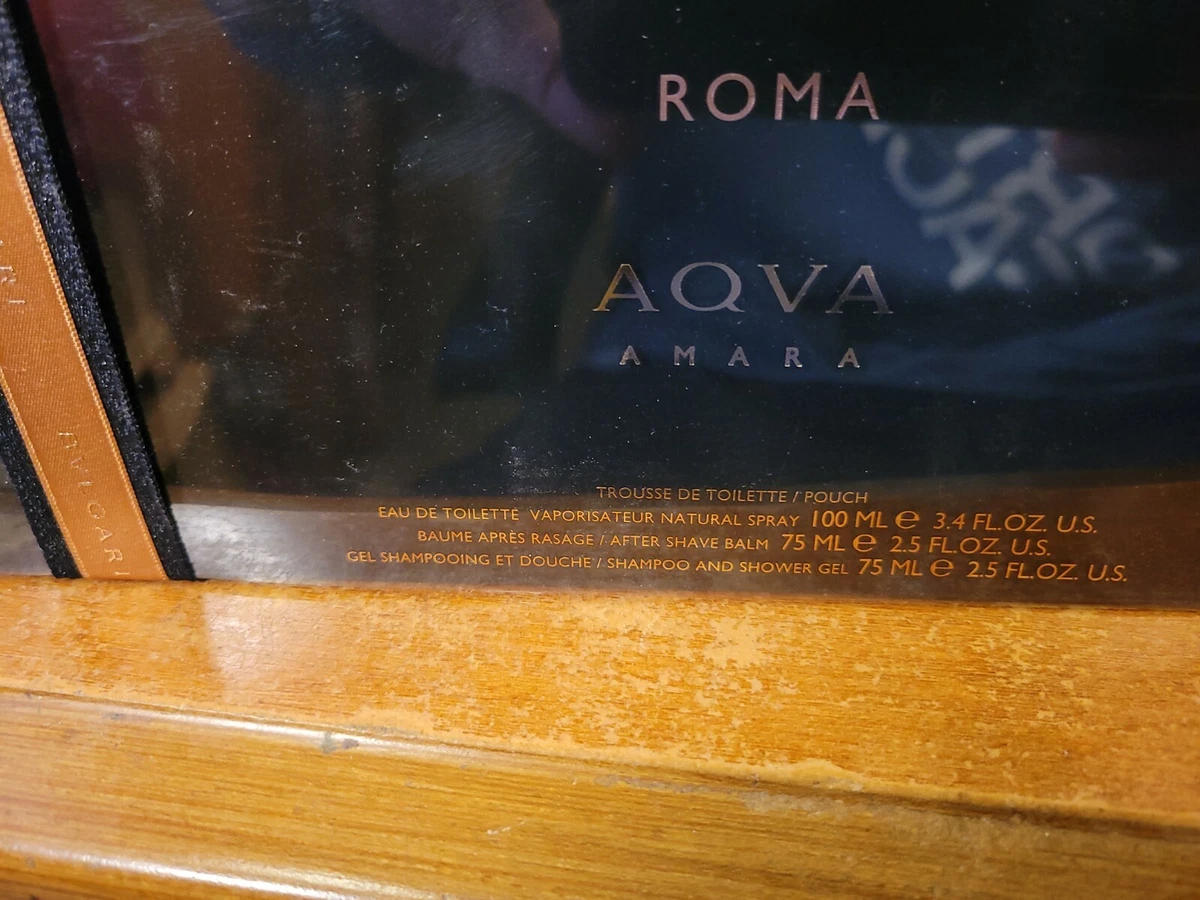 ROMA
AQVA
AMARA
TROUSSE DE TOILETTE / POUCH
EAU DE TOILETTE VAPORISATEUR NATURAL SPRAY 100 ML ℮ 3.4 FL.OZ. U.S.
BAUME APRÈS RASAGE / AFTER SHAVE BALM 75 ML ℮ 2.5 FL.OZ. U.S.
GEL SHAMPOOING ET DOUCHE / SHAMPOO AND SHOWER GEL 75 ML ℮ 2.5 FL.OZ. U.S.
BVLGARI